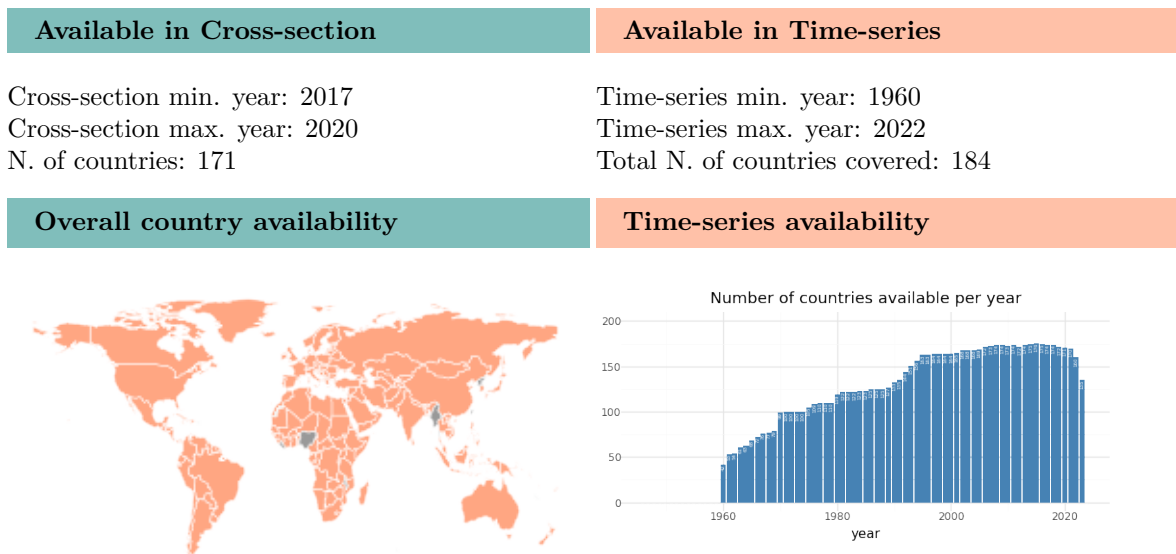 Available in Cross-section
Available in Time-series
Cross-section min. year: 2017
Cross-section max. year: 2020
N. of countries: 171
Time-series min. year: 1960
Time-series max. year: 2022
Total N. of countries covered: 184
Overall country availability
Time-series availability
Number of countries available per year
200
150
100
50
0
1960
1980
2000
2020
year